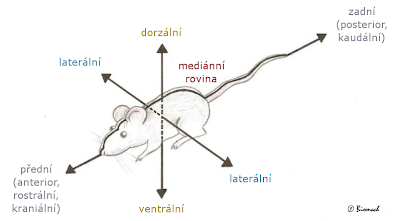 zadní
(posterior,
kaudální)
dorzální
laterální
mediánní
rovina
přední
(anterior,
rostrální,
kraniální)
laterální
ventrální
© Biomach